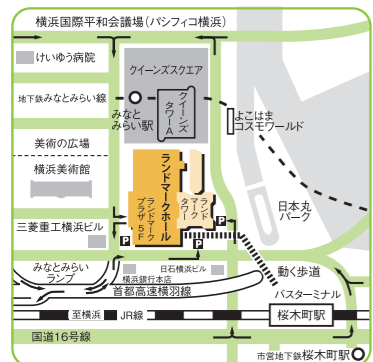 横浜国際平和会議場(パシフィコ横浜)
けいゆう病院
クイーンズスクエア
地下鉄みなとみらい線
みなと
みらい駅
クイーンズ
タワーA
よこはま
コスモワールド
美術の広場
横浜美術館
ランドマークホール
ランドマーク
プラザ5F
ランド
マーク
タワー
日本丸
パーク
三菱重工横浜ビル
P
P
みなとみらい
ランプ
横浜銀行本店
日石横浜ビル
動く歩道
首都高速横羽線
バスターミナル
至横浜
JR線
桜木町駅
国道16号線
市営地下鉄桜木町駅